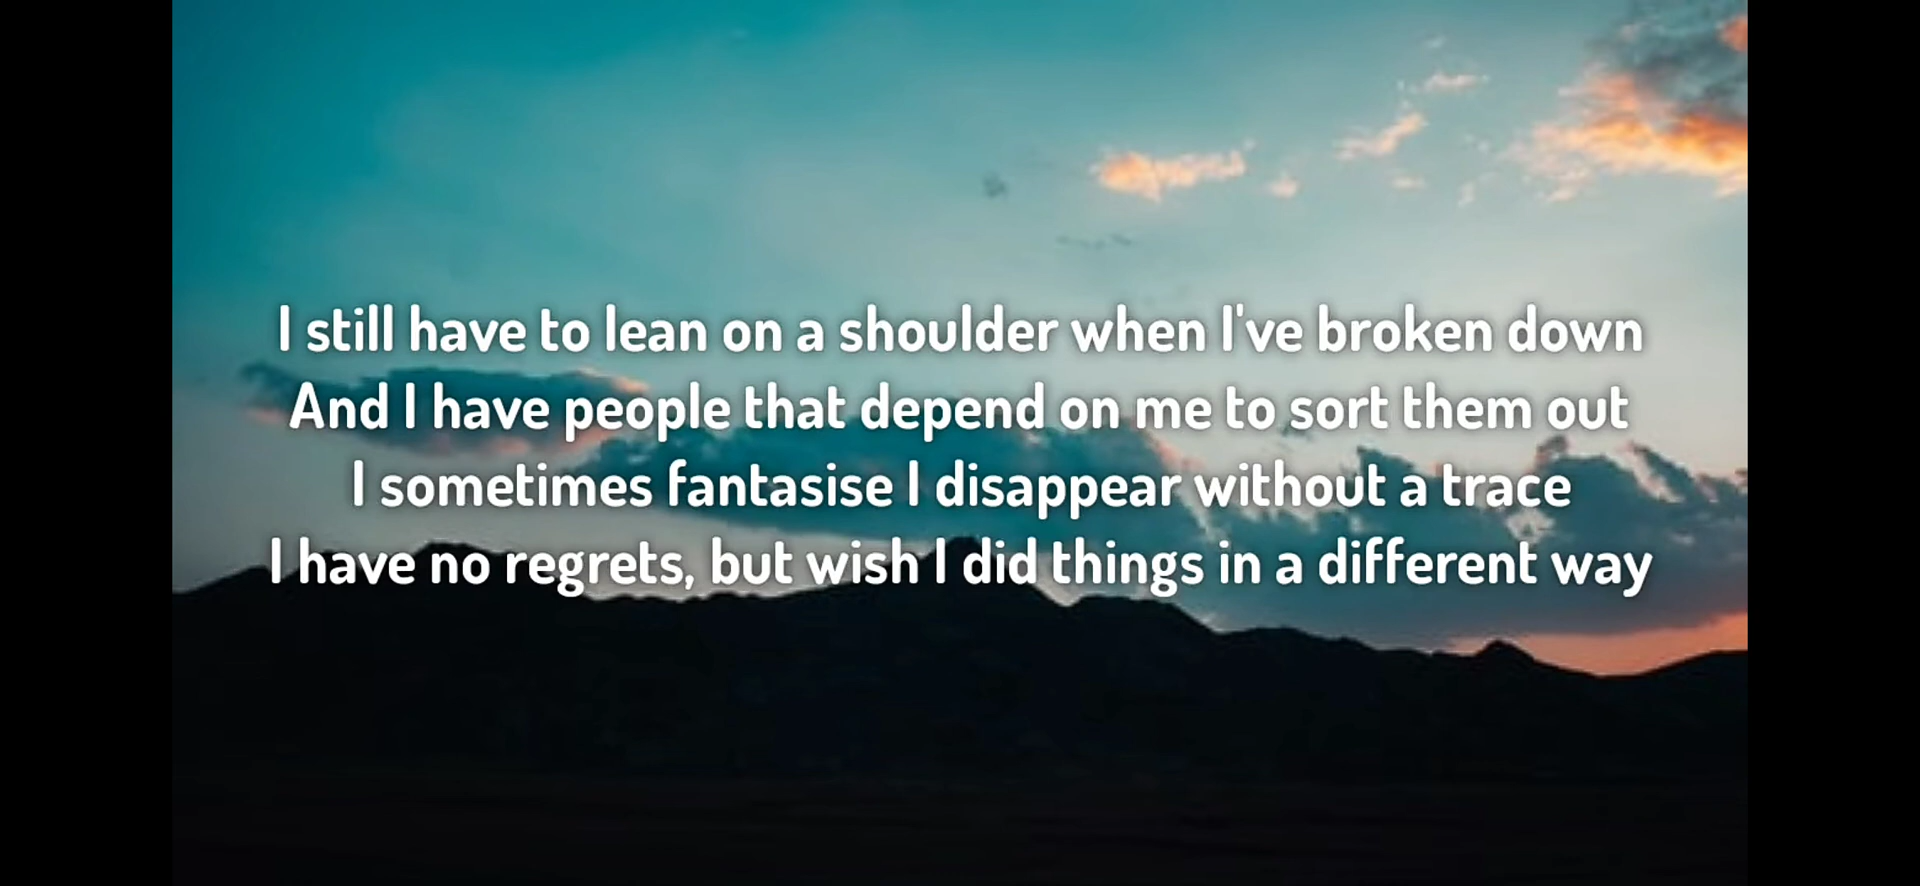 I still have to lean on a shoulder when I've broken down
And I have people that depend on me to sort them out
I sometimes fantasise I disappear without a trace
I have no regrets, but wish I did things in a different way